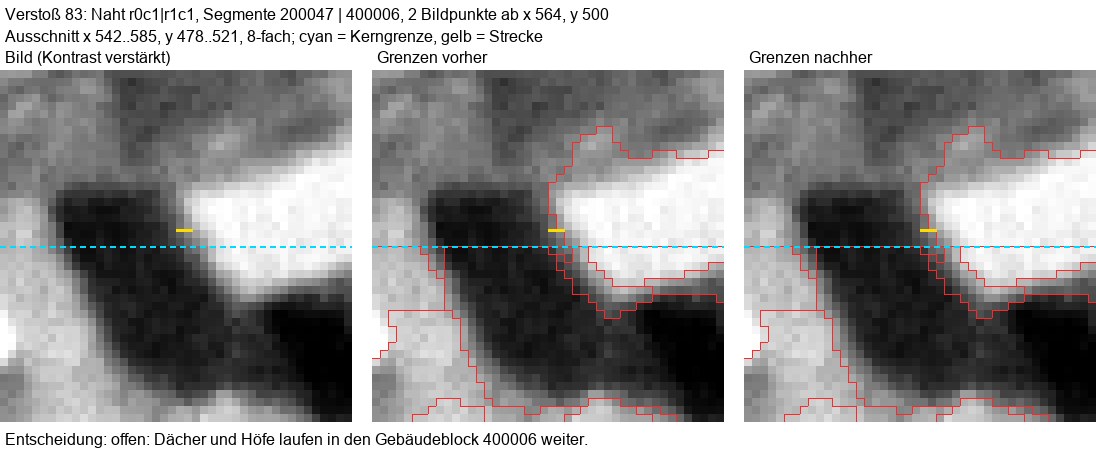 Verstoß 83: Naht r0c1|r1c1, Segmente 200047 | 400006, 2 Bildpunkte ab x 564, y 500
Ausschnitt x 542..585, y 478..521, 8-fach; cyan = Kerngrenze, gelb = Strecke
Bild (Kontrast verstärkt)
Grenzen vorher
Grenzen nachher
Entscheidung: offen: Dächer und Höfe laufen in den Gebäudeblock 400006 weiter.